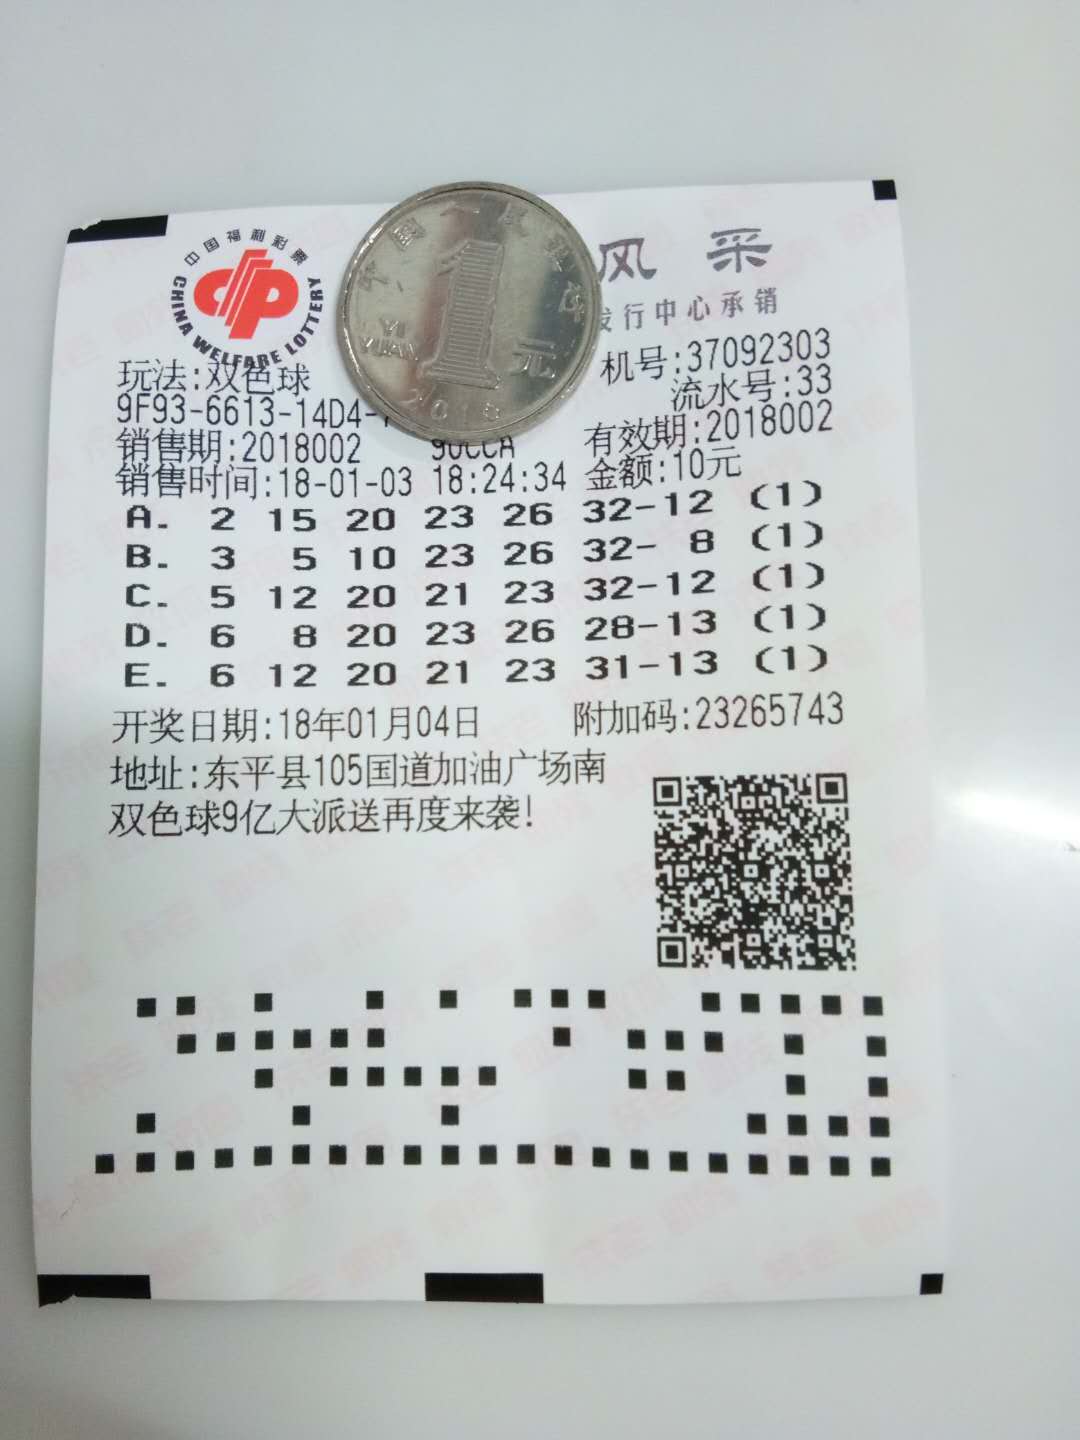 中国福利彩票
CHINA WELFARE LOTTERY
风采
发行中心承销
YI YUAN 1 元
玩法:双色球
机号:37092303
9F93-6613-14D4-
流水号:33
销售期:2018002
90CCA
有效期:2018002
销售时间:18-01-03 18:24:34 金额:10元
A. 2 15 20 23 26 32-12 (1)
B. 3 5 10 23 26 32- 8 (1)
C. 5 12 20 21 23 32-12 (1)
D. 6 8 20 23 26 28-13 (1)
E. 6 12 20 21 23 31-13 (1)
开奖日期:18年01月04日 附加码:23265743
地址:东平县105国道加油广场南
双色球9亿大派送再度来袭!